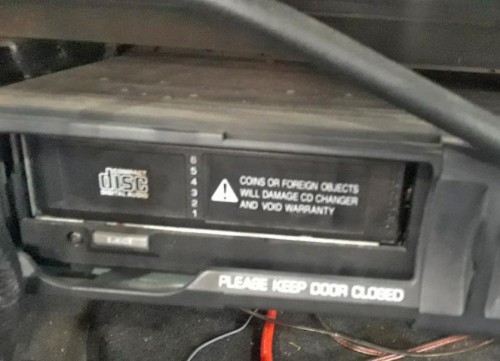 COMPACT
disc
DIGITAL AUDIO
6
5
4
3
2
1
COINS OR FOREIGN OBJECTS
WILL DAMAGE CD CHANGER
AND VOID WARRANTY
PLEASE KEEP DOOR CLOSED